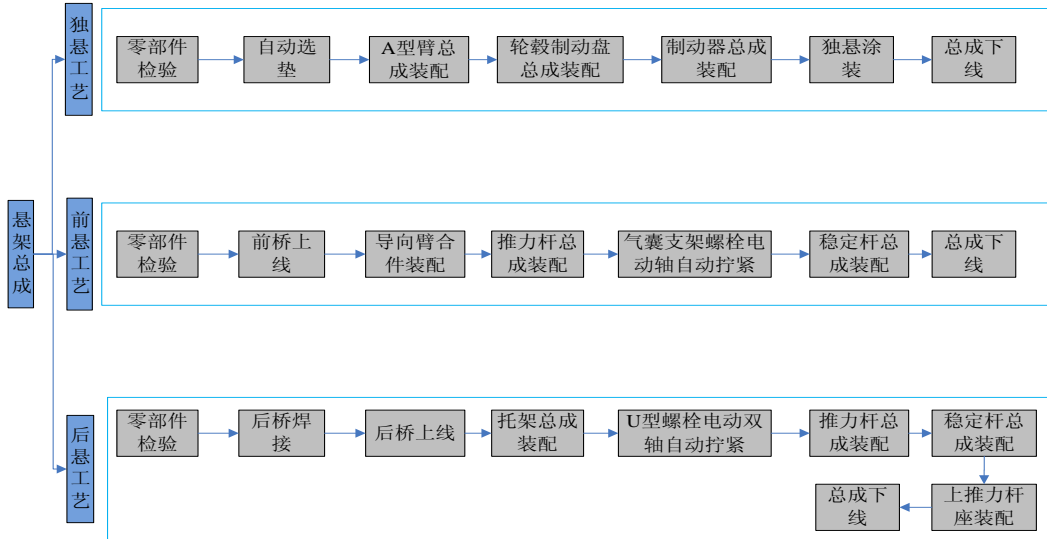 悬架总成
独悬工艺
零部件
检验
自动选
垫
A型臂总
成装配
轮毂制动盘
总成装配
制动器总成
装配
独悬涂
装
总成下
线
前悬工艺
零部件
检验
前桥上
线
导向臂合
件装配
推力杆总
成装配
气囊支架螺栓电
动轴自动拧紧
稳定杆总
成装配
总成下
线
后悬工艺
零部件
检验
后桥焊
接
后桥上线
托架总成
装配
U型螺栓电动双
轴自动拧紧
推力杆总
成装配
稳定杆总
成装配
上推力杆
座装配
总成下
线